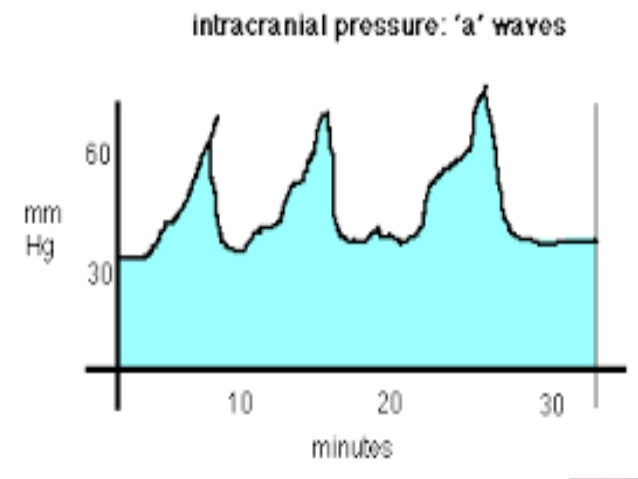 intracranial pressure: 'a' waves
60
mm
Hg
30
10 20 30
minutes